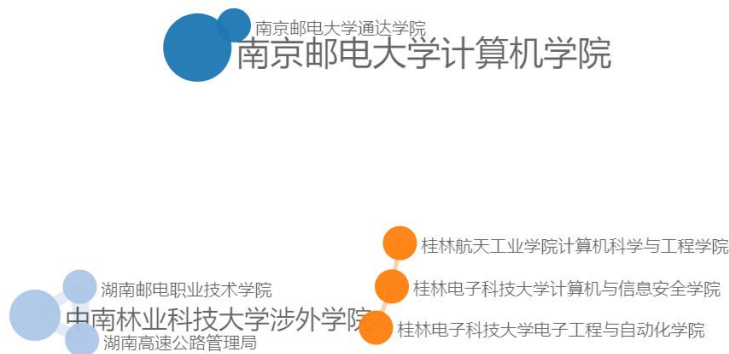 南京邮电大学通达学院
南京邮电大学计算机学院
桂林航天工业学院计算机科学与工程学院
湖南邮电职业技术学院
桂林电子科技大学计算机与信息安全学院
中南林业科技大学涉外学院
桂林电子科技大学电子工程与自动化学院
湖南高速公路管理局